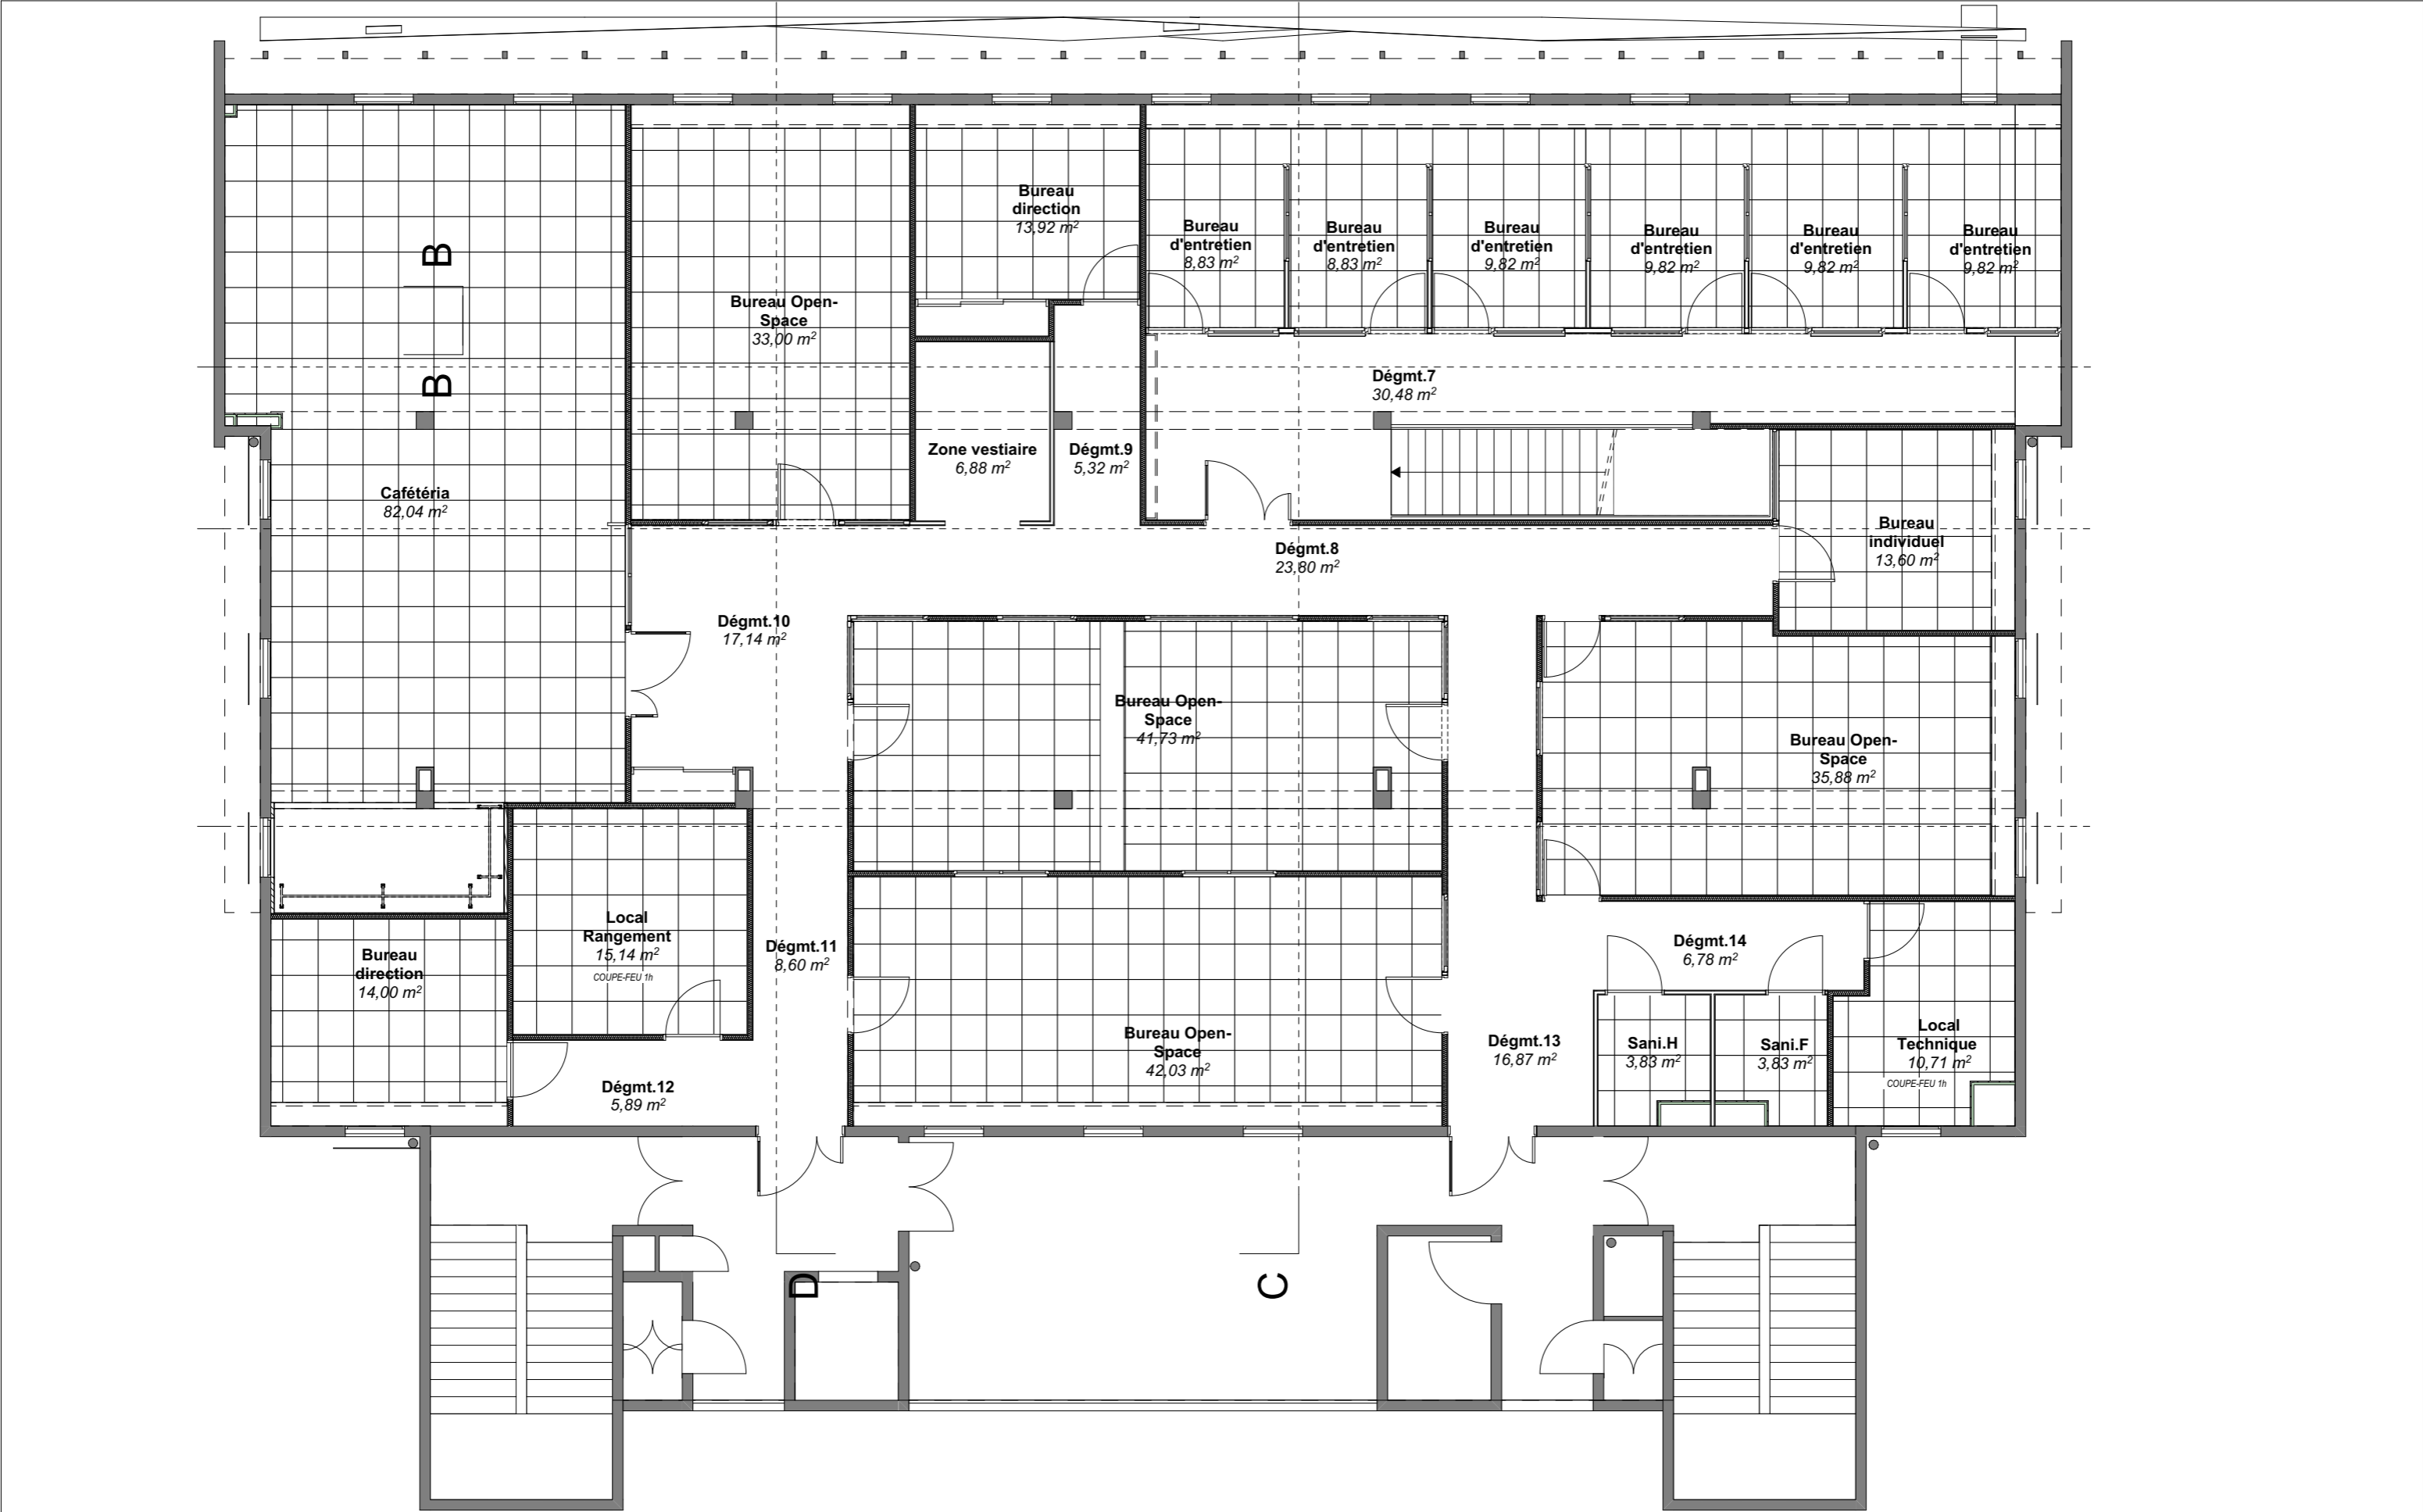 Bureau
direction
13,92 m²
Bureau
d'entretien
8,83 m²
Bureau
d'entretien
8,83 m²
Bureau
d'entretien
9,82 m²
Bureau
d'entretien
9,82 m²
Bureau
d'entretien
9,82 m²
Bureau
d'entretien
9,82 m²
B
Bureau Open-
Space
33,00 m²
B
Dégmt.7
30,48 m²
Zone vestiaire
6,88 m²
Dégmt.9
5,32 m²
Cafétéria
82,04 m²
Bureau
individuel
13,60 m²
Dégmt.8
23,80 m²
Dégmt.10
17,14 m²
Bureau Open-
Space
41,73 m²
Bureau Open-
Space
35,88 m²
Local
Rangement
15,14 m²
COUPE-FEU 1h
Bureau
direction
14,00 m²
Dégmt.11
8,60 m²
Dégmt.14
6,78 m²
Bureau Open-
Space
42,03 m²
Dégmt.13
16,87 m²
Sani.H
3,83 m²
Sani.F
3,83 m²
Local
Technique
10,71 m²
COUPE-FEU 1h
Dégmt.12
5,89 m²
D
C